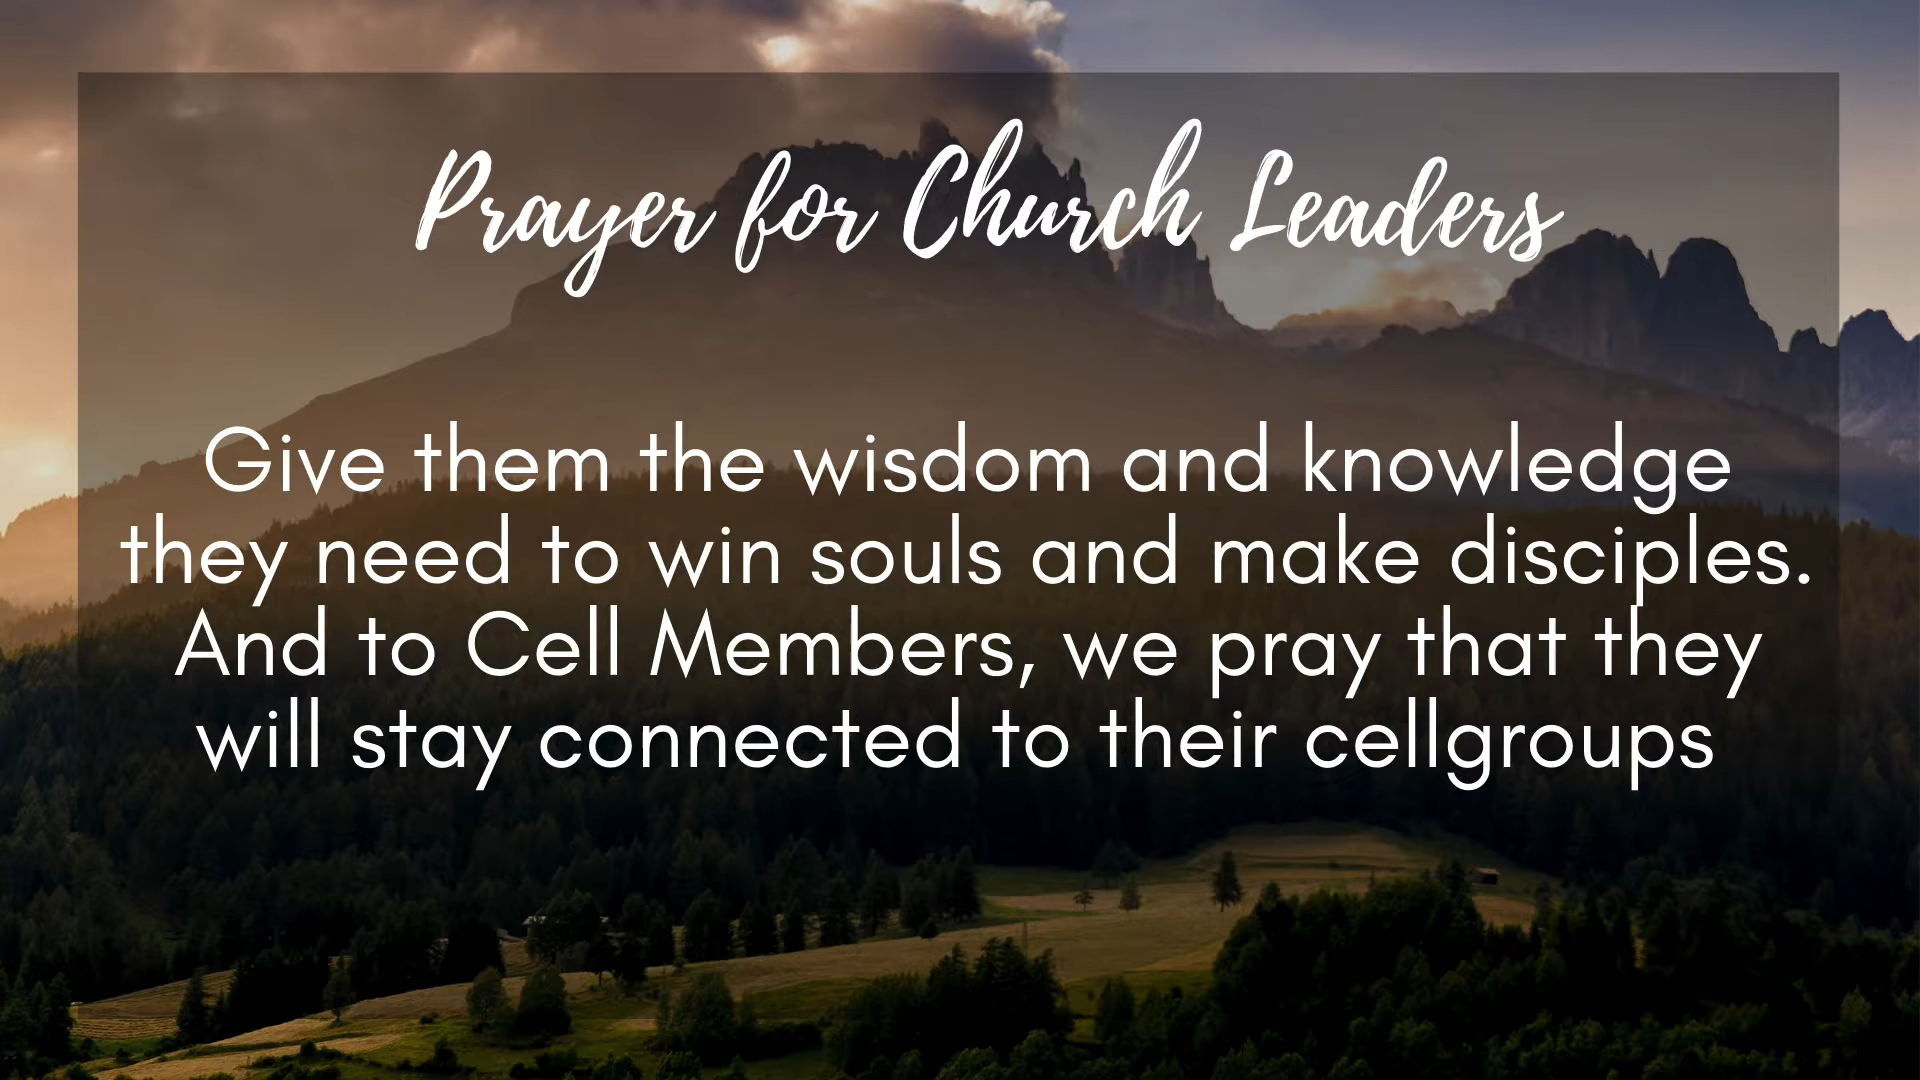 Prayer for Church Leaders
Give them the wisdom and knowledge
they need to win souls and make disciples.
And to Cell Members, we pray that they
will stay connected to their cellgroups